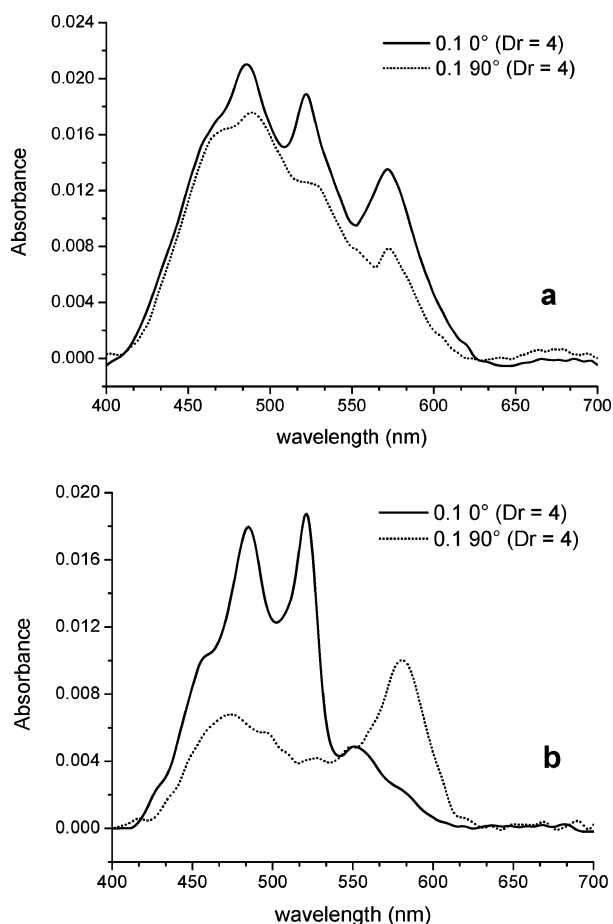 0.024
0.020
0.016
0.012
0.008
0.004
0.000
Absorbance
0.1 0° (Dr = 4)
0.1 90° (Dr = 4)
a
400 450 500 550 600 650 700
wavelength (nm)
0.020
0.016
0.012
0.008
0.004
0.000
Absorbance
0.1 0° (Dr = 4)
0.1 90° (Dr = 4)
b
400 450 500 550 600 650 700
wavelength (nm)